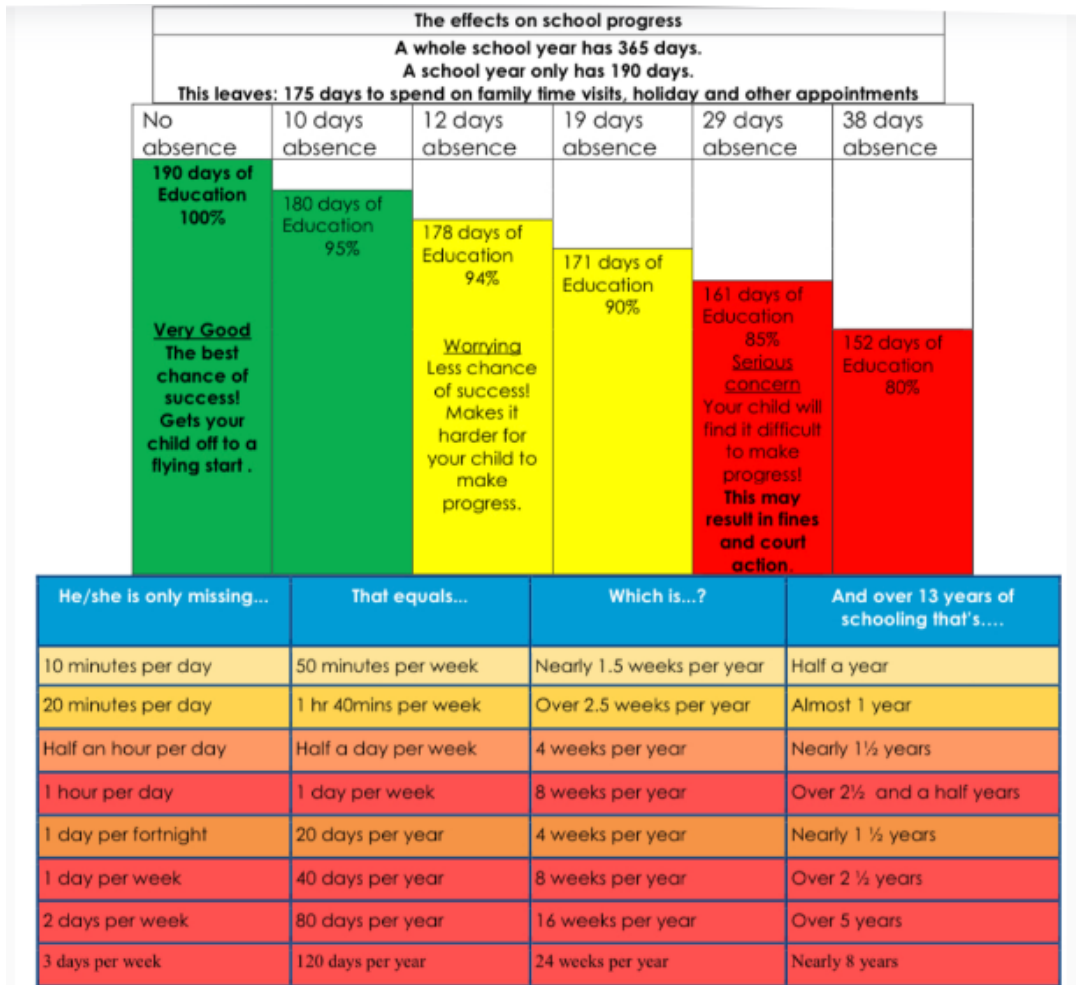 The effects on school progress
A whole school year has 365 days.
A school year only has 190 days.
This leaves: 175 days to spend on family time visits, holiday and other appointments
No
absence
10 days
absence
12 days
absence
19 days
absence
29 days
absence
38 days
absence
190 days of
Education
100%
Very Good
The best
chance of
success!
Gets your
child off to a
flying start .
180 days of
Education
95%
178 days of
Education
94%
Worrying
Less chance
of success!
Makes it
harder for
your child to
make
progress.
171 days of
Education
90%
161 days of
Education
85%
Serious
concern
Your child will
find it difficult
to make
progress!
This may
result in fines
and court
action.
152 days of
Education
80%
He/she is only missing... That equals... Which is...? And over 13 years of
schooling that's....
10 minutes per day 50 minutes per week Nearly 1.5 weeks per year Half a year
20 minutes per day 1 hr 40mins per week Over 2.5 weeks per year Almost 1 year
Half an hour per day Half a day per week 4 weeks per year Nearly 1½ years
1 hour per day 1 day per week 8 weeks per year Over 2½ and a half years
1 day per fortnight 20 days per year 4 weeks per year Nearly 1 ½ years
1 day per week 40 days per year 8 weeks per year Over 2 ½ years
2 days per week 80 days per year 16 weeks per year Over 5 years
3 days per week 120 days per year 24 weeks per year Nearly 8 years